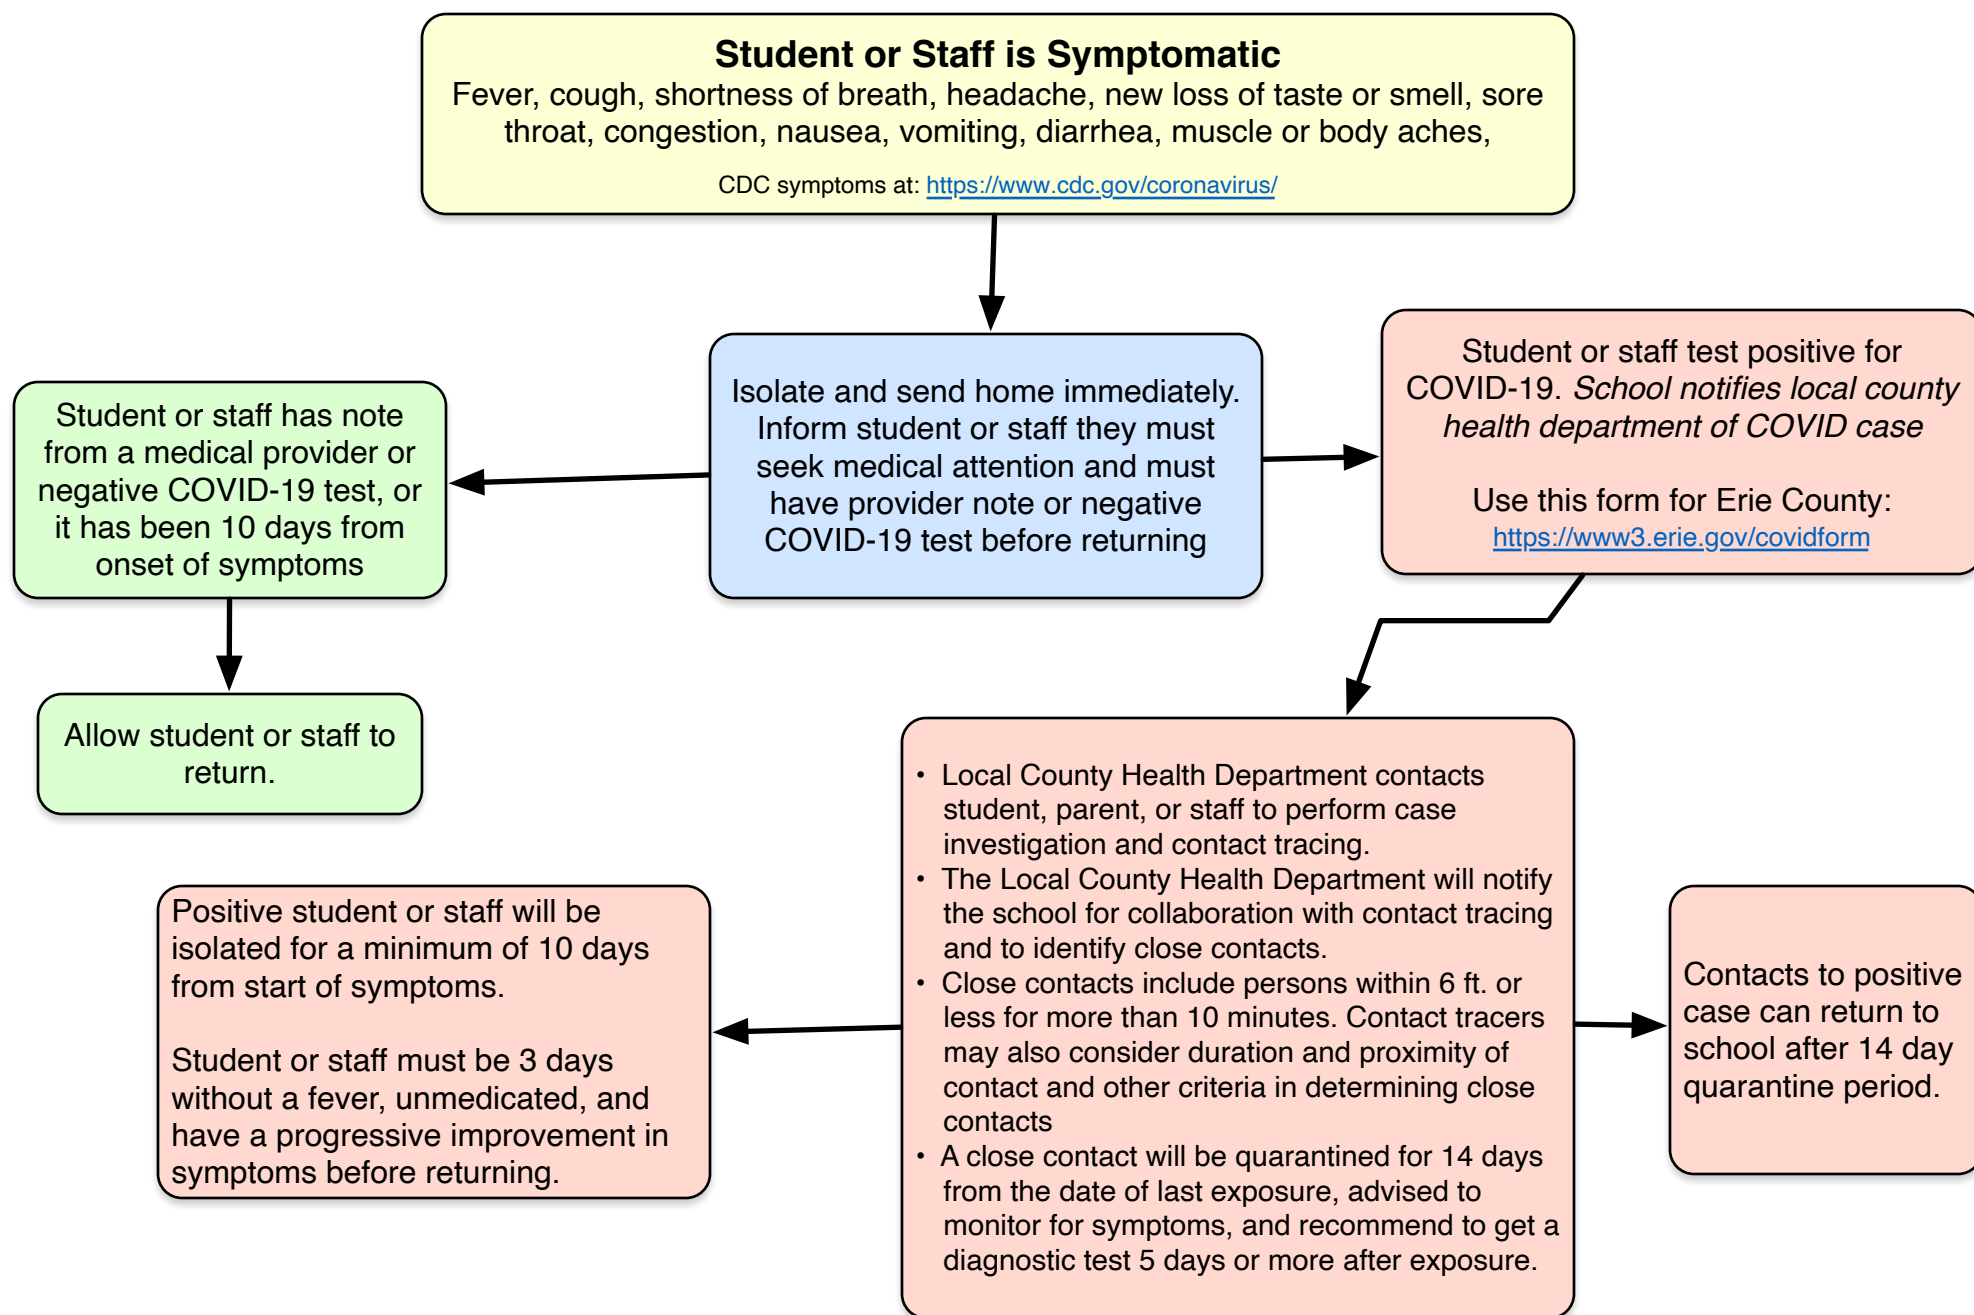 Student or Staff is Symptomatic
Fever, cough, shortness of breath, headache, new loss of taste or smell, sore
throat, congestion, nausea, vomiting, diarrhea, muscle or body aches,
CDC symptoms at: https://www.cdc.gov/coronavirus/
Student or staff has note
from a medical provider or
negative COVID-19 test, or
it has been 10 days from
onset of symptoms
Isolate and send home immediately.
Inform student or staff they must
seek medical attention and must
have provider note or negative
COVID-19 test before returning
Student or staff test positive for
COVID-19. School notifies local county
health department of COVID case
Use this form for Erie County:
https://www3.erie.gov/covidform
Allow student or staff to
return.
• Local County Health Department contacts
student, parent, or staff to perform case
investigation and contact tracing.
• The Local County Health Department will notify
the school for collaboration with contact tracing
and to identify close contacts.
• Close contacts include persons within 6 ft. or
less for more than 10 minutes. Contact tracers
may also consider duration and proximity of
contact and other criteria in determining close
contacts
• A close contact will be quarantined for 14 days
from the date of last exposure, advised to
monitor for symptoms, and recommend to get a
diagnostic test 5 days or more after exposure.
Positive student or staff will be
isolated for a minimum of 10 days
from start of symptoms.
Student or staff must be 3 days
without a fever, unmedicated, and
have a progressive improvement in
symptoms before returning.
Contacts to positive
case can return to
school after 14 day
quarantine period.